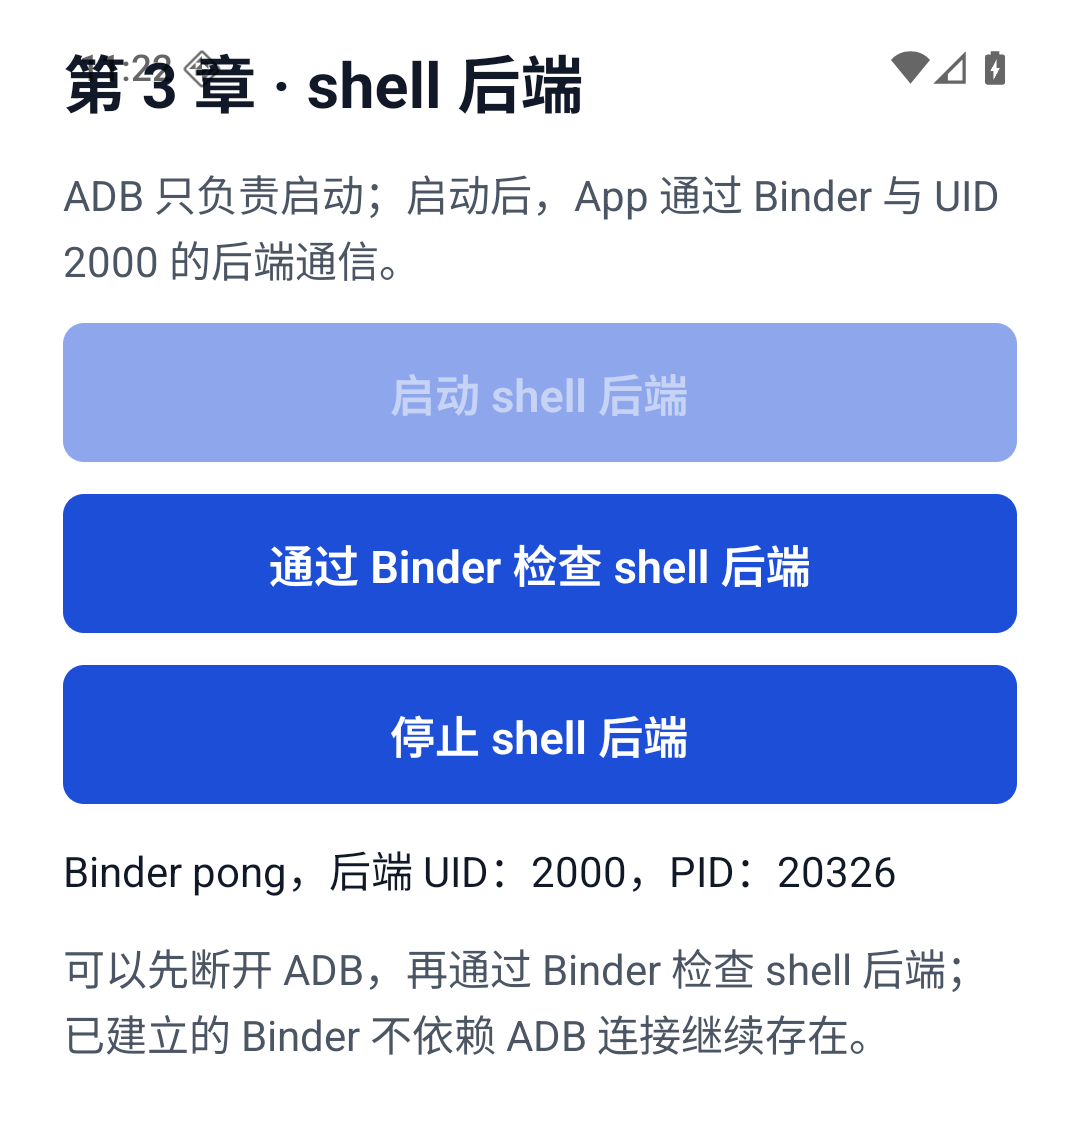 11:22
第 3 章 · shell 后端
ADB 只负责启动；启动后，App 通过 Binder 与 UID
2000 的后端通信。
启动 shell 后端
通过 Binder 检查 shell 后端
停止 shell 后端
Binder pong，后端 UID：2000，PID：20326
可以先断开 ADB，再通过 Binder 检查 shell 后端；
已建立的 Binder 不依赖 ADB 连接继续存在。